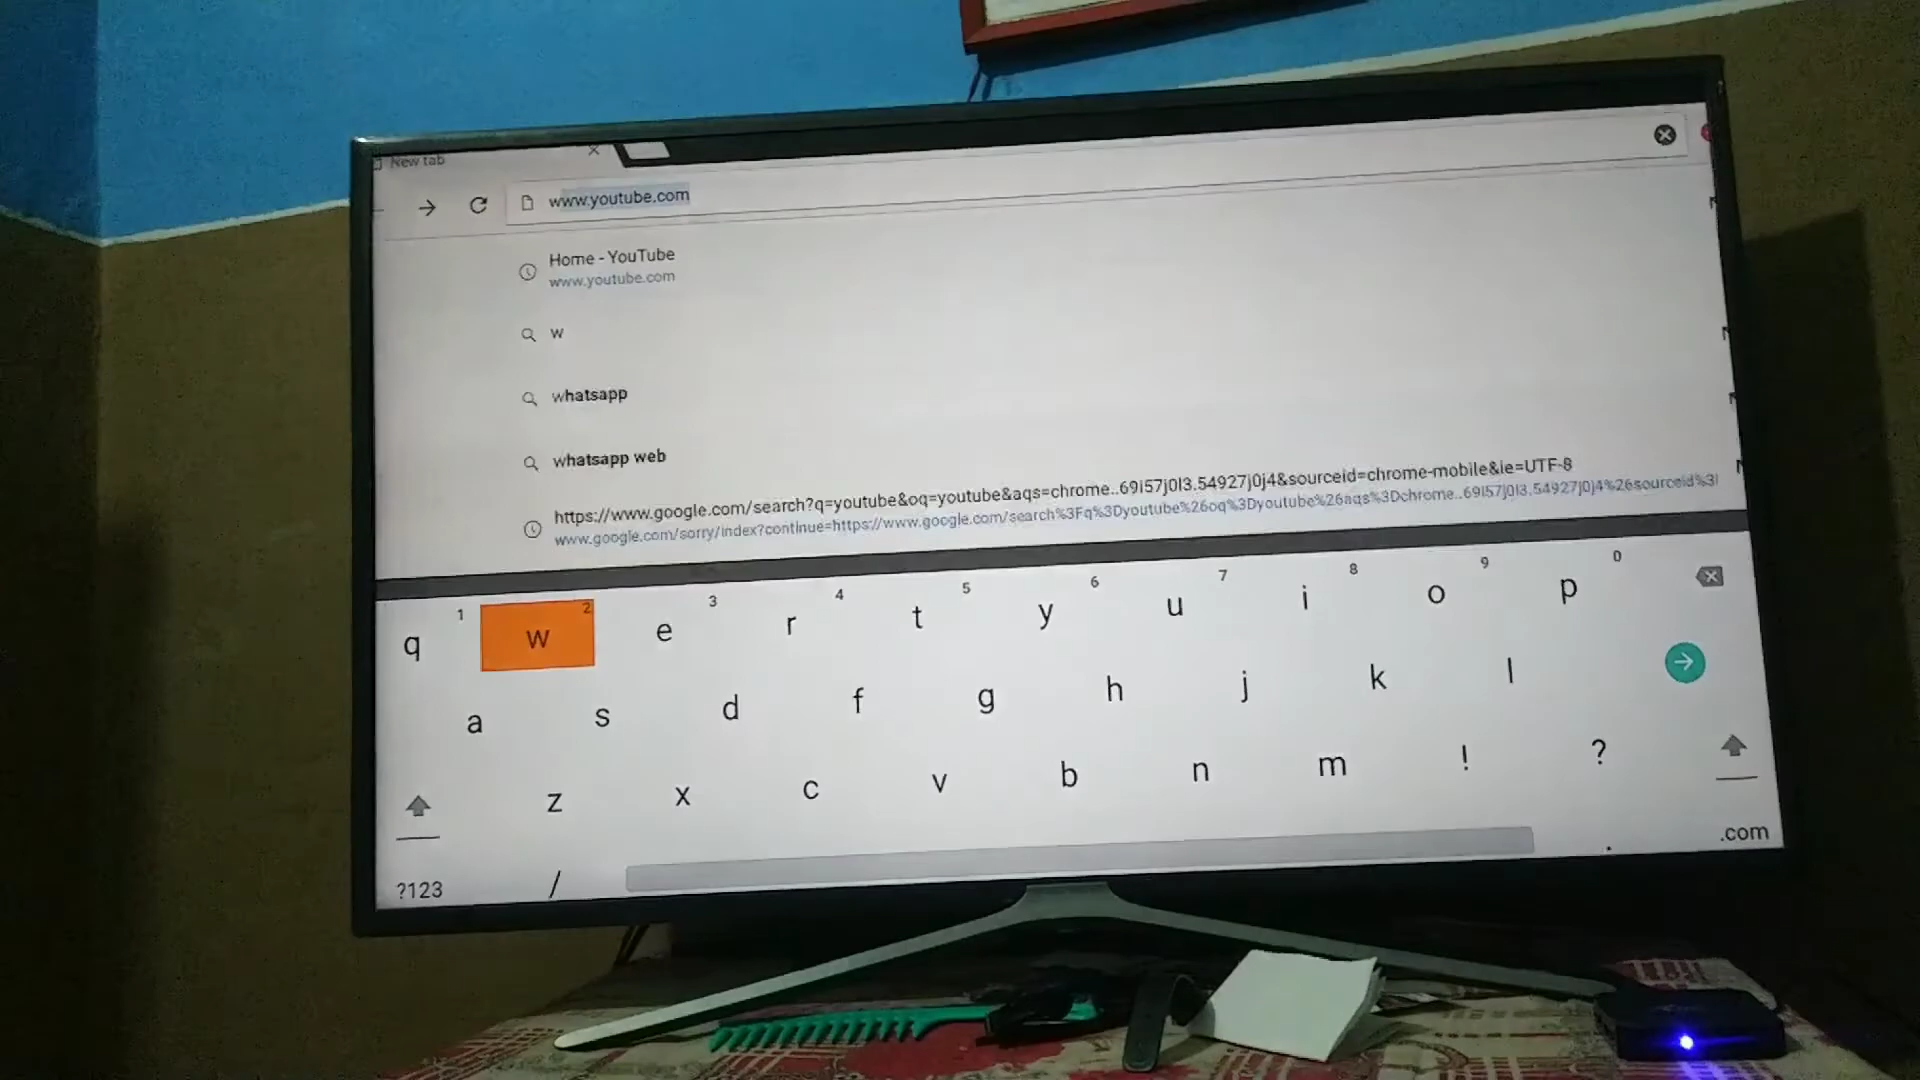 New tab
www.youtube.com
Home - YouTube
www.youtube.com
w
whatsapp
whatsapp web
https://www.google.com/search?q=youtube&oq=youtube&aqs=chrome..69i57j0l3.54927j0j4&sourceid=chrome-mobile&ie=UTF-8
www.google.com/sorry/index?continue=https://www.google.com/search%3Fq%3Dyoutube%26oq%3Dyoutube%26aqs%3Dchrome..69i57j0l3.54927j0j4%26sourceid%3
1 2 3 4 5 6 7 8 9 0
q w e r t y u i o p
a s d f g h j k l
z x c v b n m ! ?
?123 / . .com